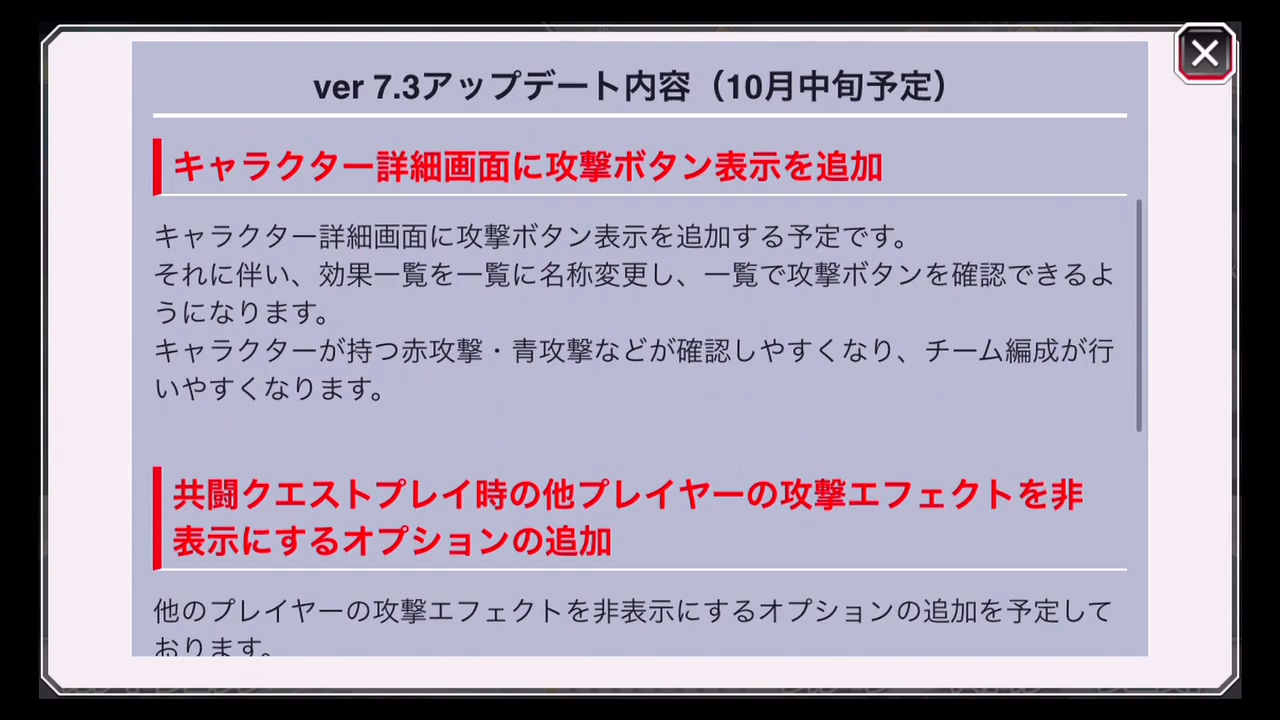 ver 7.3アップデート内容（10月中旬予定）
キャラクター詳細画面に攻撃ボタン表示を追加
キャラクター詳細画面に攻撃ボタン表示を追加する予定です。
それに伴い、効果一覧を一覧に名称変更し、一覧で攻撃ボタンを確認できるよ
うになります。
キャラクターが持つ赤攻撃・青攻撃などが確認しやすくなり、チーム編成が行
いやすくなります。
共闘クエストプレイ時の他プレイヤーの攻撃エフェクトを非
表示にするオプションの追加
他のプレイヤーの攻撃エフェクトを非表示にするオプションの追加を予定して
おります。